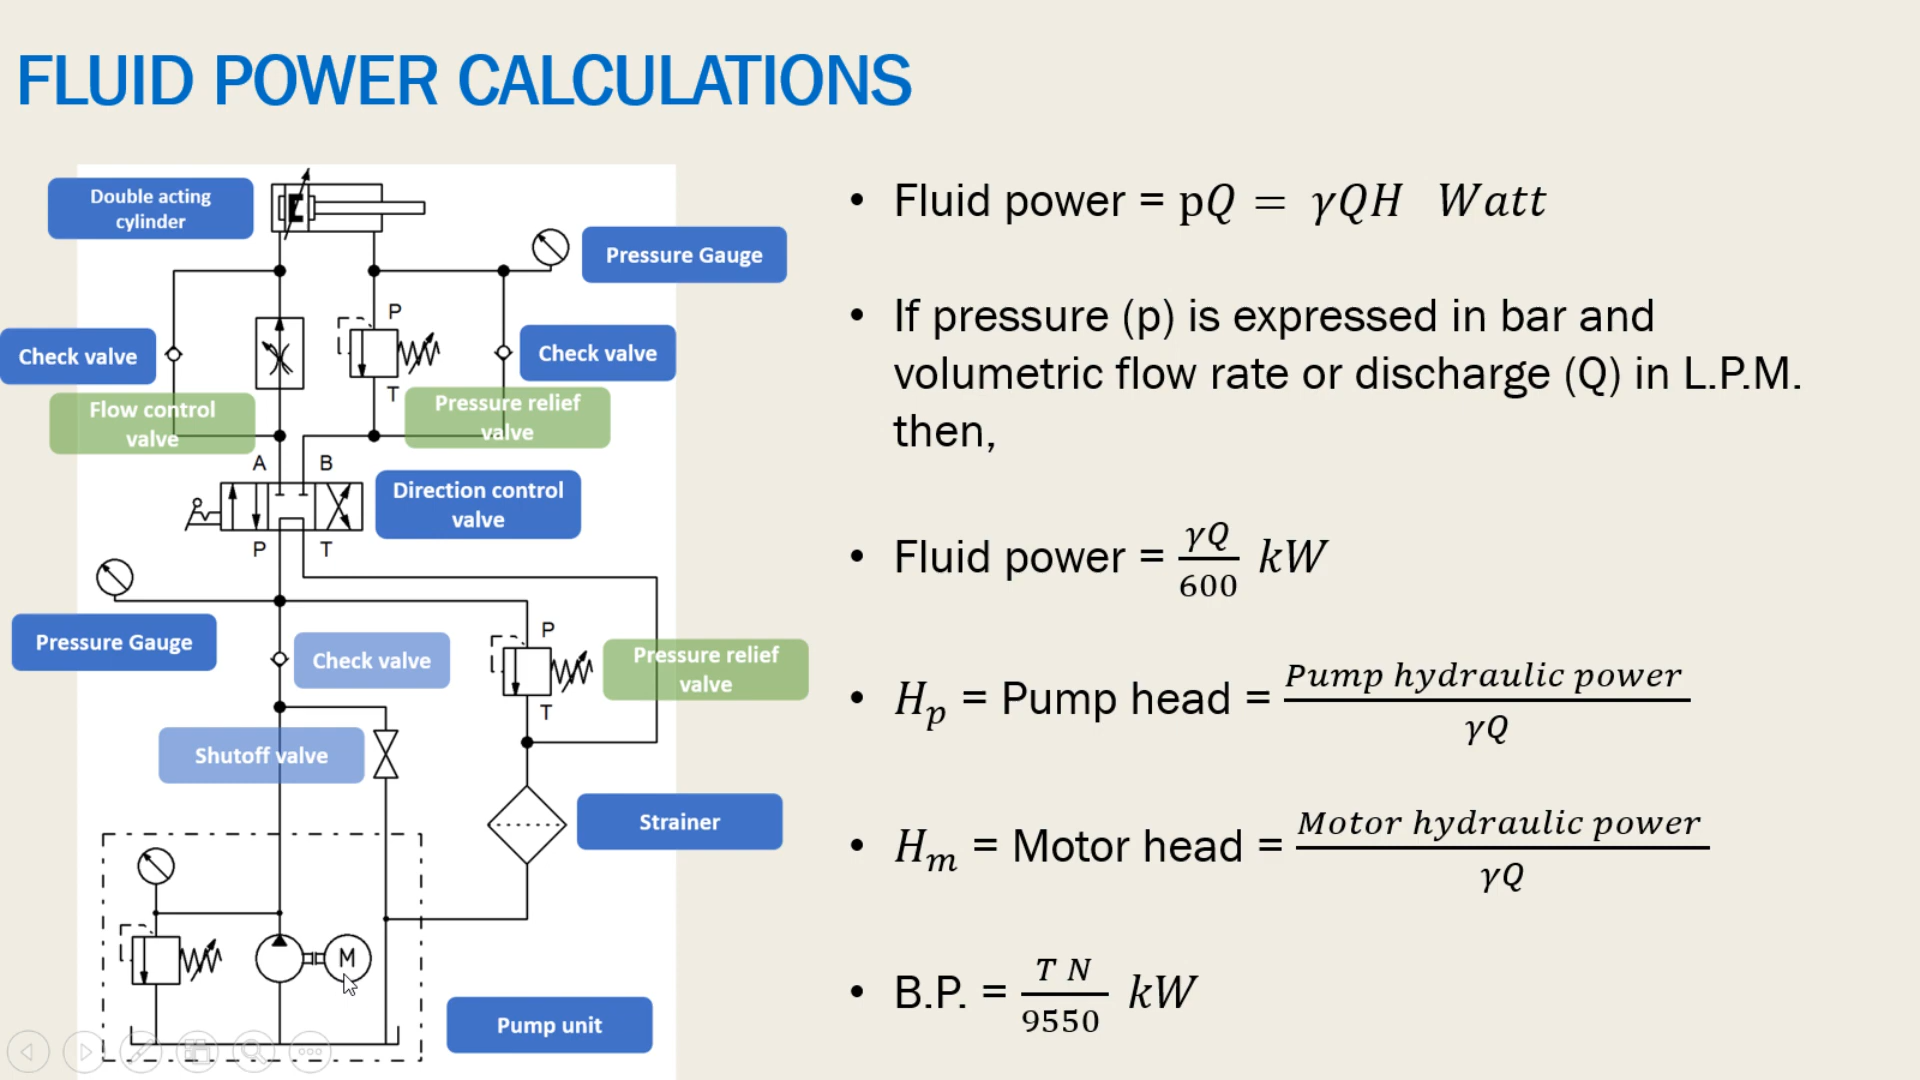 FLUID POWER CALCULATIONS
Double acting
cylinder
Pressure Gauge
P
Check valve
Check valve
T
Flow control
valve
Pressure relief
valve
A B
Direction control
valve
P T
Pressure Gauge
P
Check valve
Pressure relief
valve
T
Shutoff valve
Strainer
M
Pump unit
• Fluid power = pQ = γQH Watt
• If pressure (p) is expressed in bar and
volumetric flow rate or discharge (Q) in L.P.M.
then,
• Fluid power = γQ/600 kW
• Hp = Pump head = Pump hydraulic power/γQ
• Hm = Motor head = Motor hydraulic power/γQ
• B.P. = T N/9550 kW